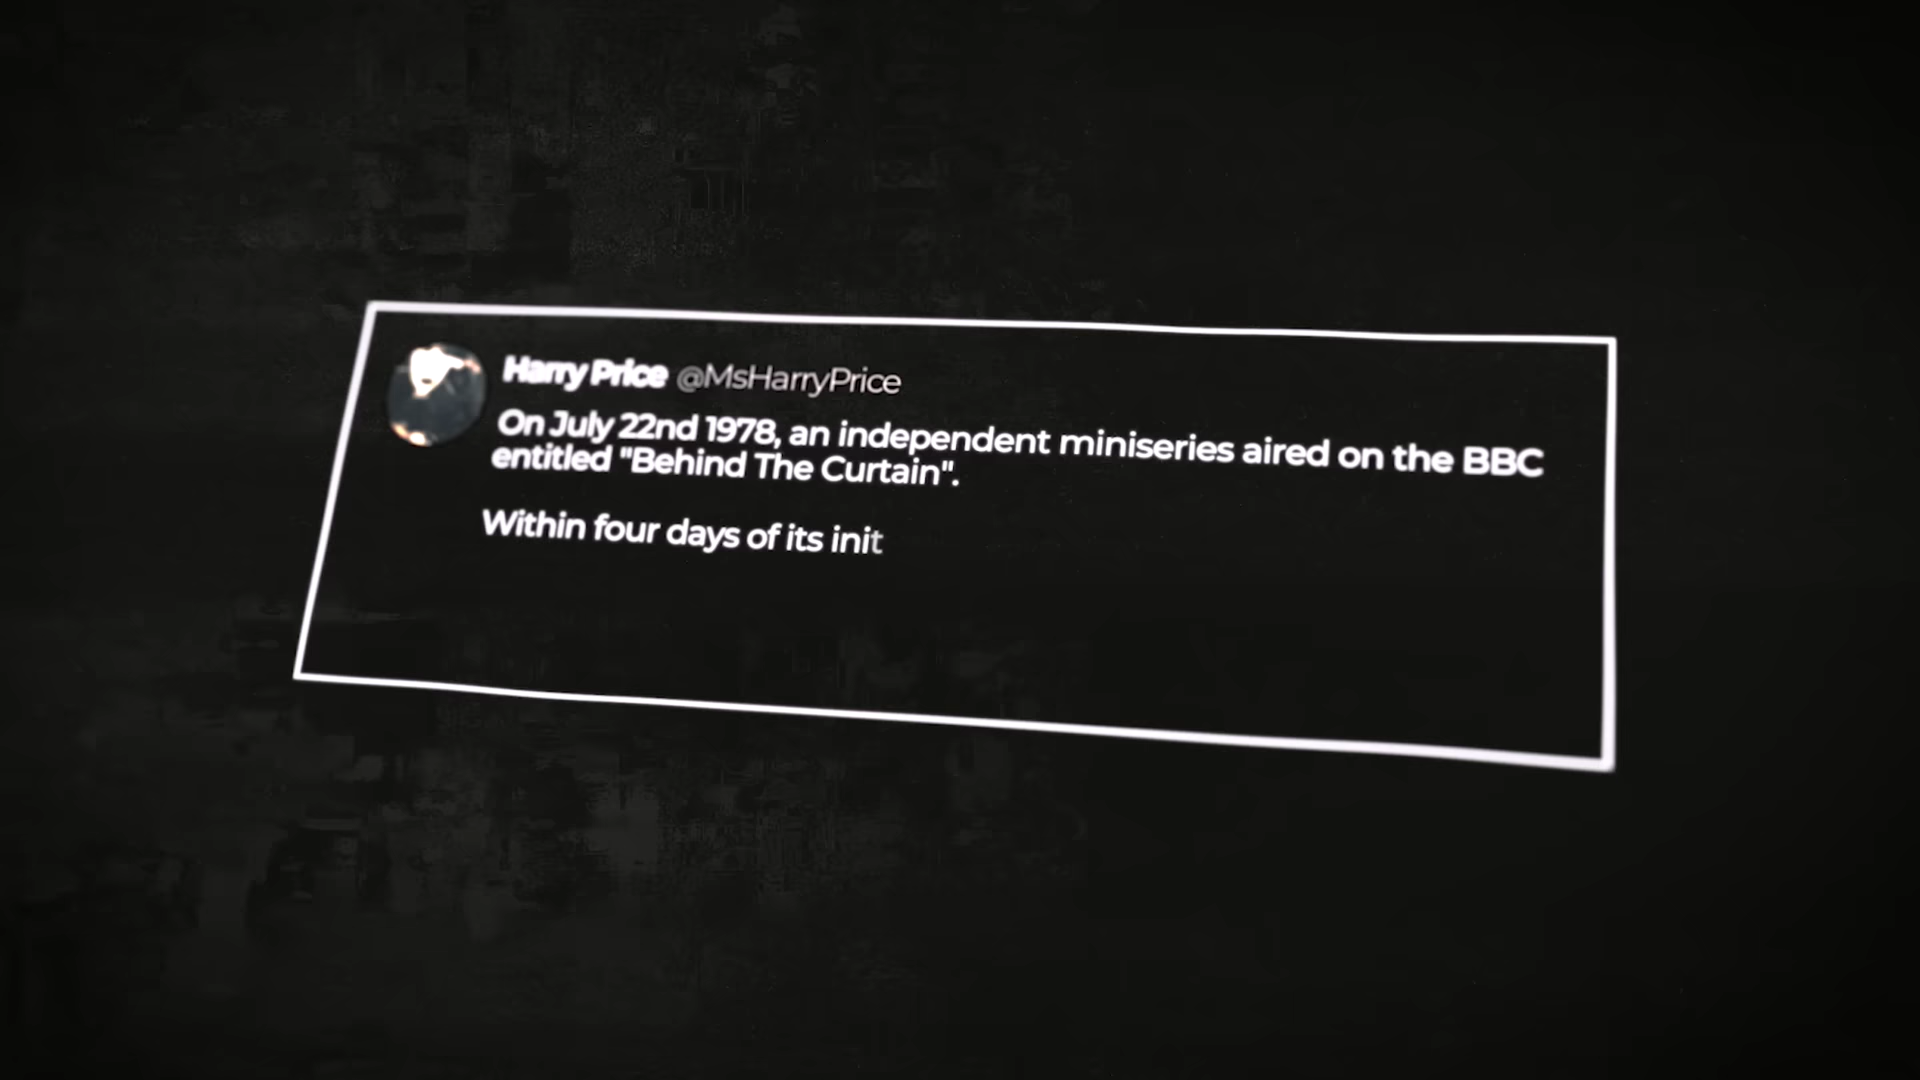 Harry Price @MsHarryPrice
On July 22nd 1978, an independent miniseries aired on the BBC
entitled "Behind The Curtain".
Within four days of its init